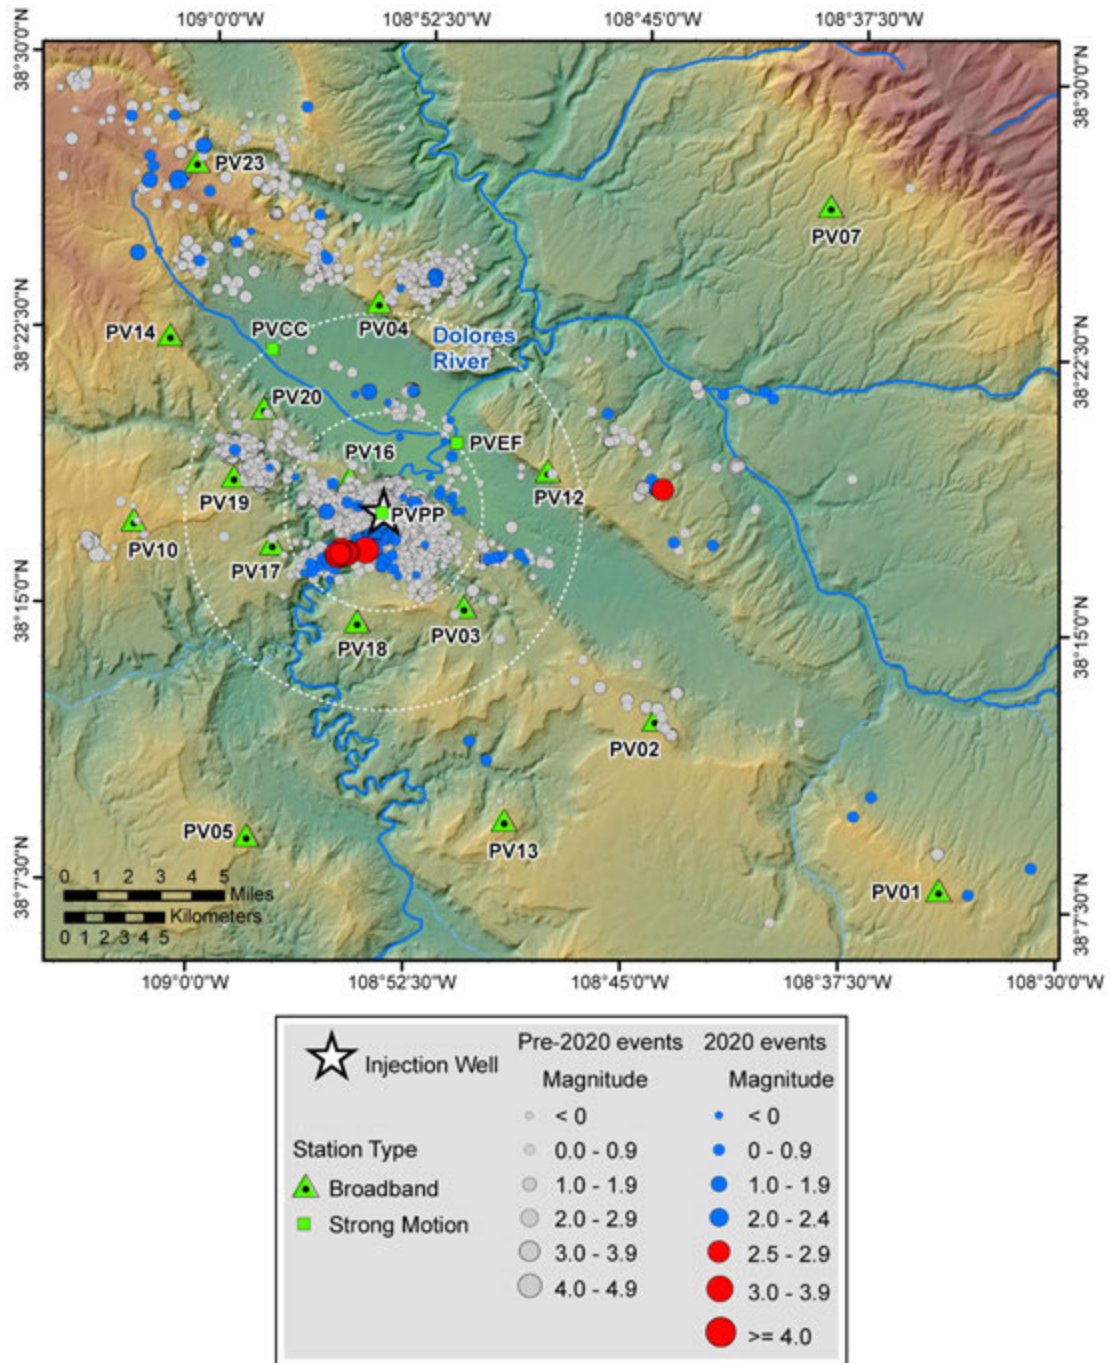 109°0'0"W 108°52'30"W 108°45'0"W 108°37'30"W
38°30'0"N
38°30'0"N
PV23
PV07
38°22'30"N
PV14
PVCC
PV04
Dolores
River
38°22'30"N
PV20
PV16
PVEF
PV19
PV12
PV10
PVPP
PV17
38°15'0"N
PV18
PV03
38°15'0"N
PV02
PV05
PV13
PV01
38°7'30"N
38°7'30"N
0 1 2 3 4 5
Miles
Kilometers
0 1 2 3 4 5
109°0'0"W 108°52'30"W 108°45'0"W 108°37'30"W 108°30'0"W
Injection Well
Station Type
Broadband
Strong Motion
Pre-2020 events
Magnitude
< 0
0.0 - 0.9
1.0 - 1.9
2.0 - 2.9
3.0 - 3.9
4.0 - 4.9
2020 events
Magnitude
< 0
0 - 0.9
1.0 - 1.9
2.0 - 2.4
2.5 - 2.9
3.0 - 3.9
>= 4.0